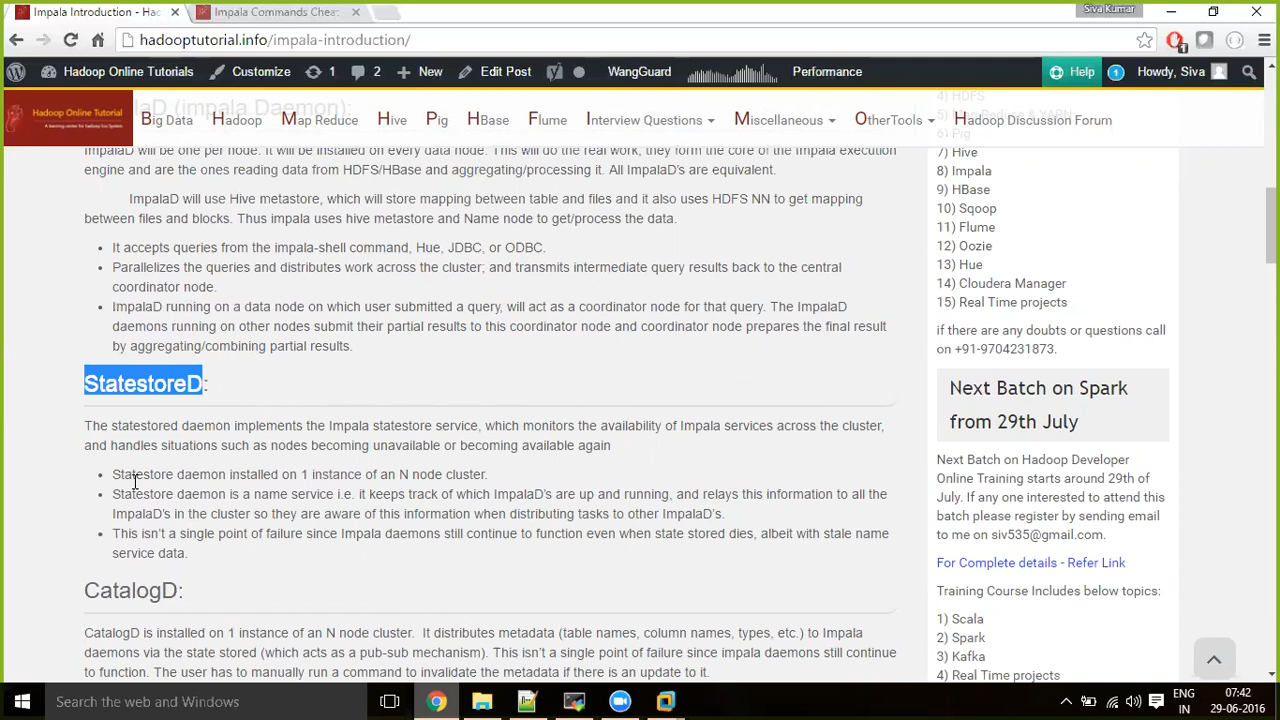 Impala Introduction - Ha
Impala Commands Chea
Siva Kumar
hadooptutorial.info/impala-introduction/
Hadoop Online Tutorials
Customize
1
2
New
Edit Post
WangGuard
Performance
Help
1
Howdy, Siva
ImpalaD (impala Daemon):
Hadoop Online Tutorial
Big Data
Hadoop
Map Reduce
Hive
Pig
HBase
Flume
Interview Questions
Miscellaneous
OtherTools
Hadoop Discussion Forum
ImpalaD will be one per node. It will be installed on every data node. This will do the real work, they form the core of the Impala execution
engine and are the ones reading data from HDFS/HBase and aggregating/processing it. All ImpalaD's are equivalent.
ImpalaD will use Hive metastore, which will store mapping between table and files and it also uses HDFS NN to get mapping
between files and blocks. Thus impala uses hive metastore and Name node to get/process the data.
It accepts queries from the impala-shell command, Hue, JDBC, or ODBC.
Parallelizes the queries and distributes work across the cluster; and transmits intermediate query results back to the central
coordinator node.
ImpalaD running on a data node on which user submitted a query, will act as a coordinator node for that query. The ImpalaD
daemons running on other nodes submit their partial results to this coordinator node and coordinator node prepares the final result
by aggregating/combining partial results.
StatestoreD:
The statestored daemon implements the Impala statestore service, which monitors the availability of Impala services across the cluster,
and handles situations such as nodes becoming unavailable or becoming available again
Statestore daemon installed on 1 instance of an N node cluster.
Statestore daemon is a name service i.e. it keeps track of which ImpalaD's are up and running, and relays this information to all the
ImpalaD's in the cluster so they are aware of this information when distributing tasks to other ImpalaD's.
This isn't a single point of failure since Impala daemons still continue to function even when state stored dies, albeit with stale name
service data.
CatalogD:
CatalogD is installed on 1 instance of an N node cluster. It distributes metadata (table names, column names, types, etc.) to Impala
daemons via the state stored (which acts as a pub-sub mechanism). This isn't a single point of failure since impala daemons still continue
to function. The user has to manually run a command to invalidate the metadata if there is an update to it.
4) HDFS
6) Pig
7) Hive
8) Impala
9) HBase
10) Sqoop
11) Flume
12) Oozie
13) Hue
14) Cloudera Manager
15) Real Time projects
if there are any doubts or questions call
on +91-9704231873.
Next Batch on Spark
from 29th July
Next Batch on Hadoop Developer
Online Training starts around 29th of
July. If any one interested to attend this
batch please register by sending email
to me on siv535@gmail.com.
For Complete details - Refer Link
Training Course Includes below topics:
1) Scala
2) Spark
3) Kafka
4) Real Time projects
Search the web and Windows
ENG
IN
07:42
29-06-2016